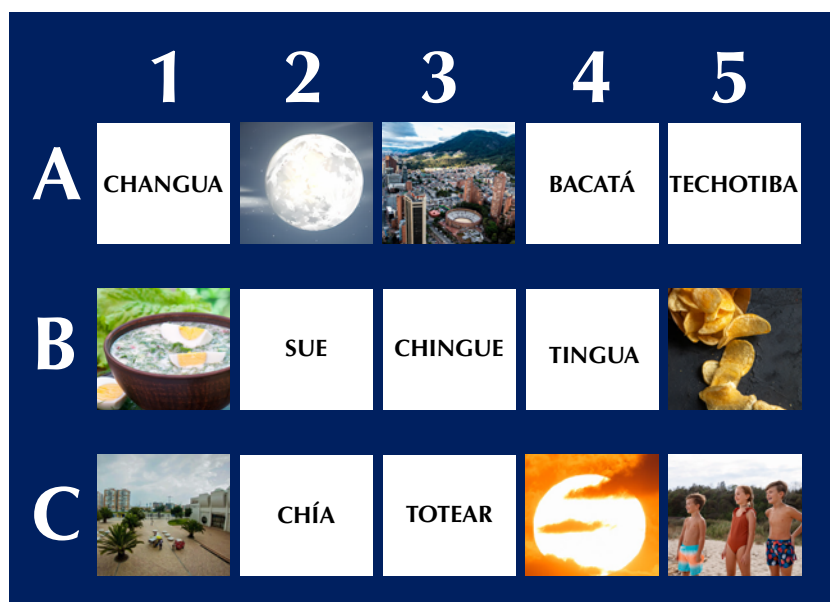 1 2 3 4 5
A CHANGUA BACATÁ TECHOTIBA
B SUE CHINGUE TINGUA
C CHÍA TOTEAR